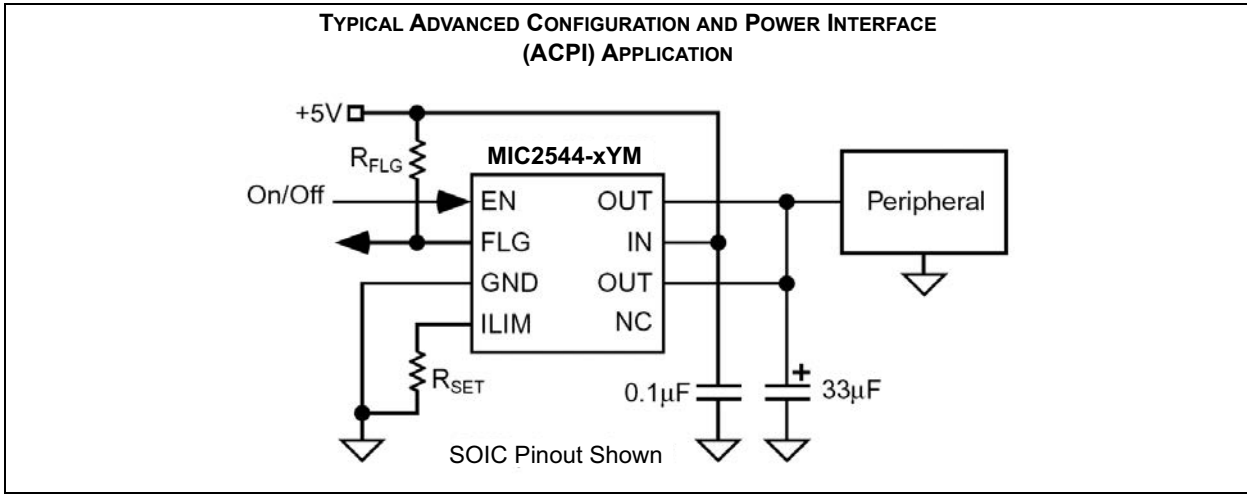 TYPICAL ADVANCED CONFIGURATION AND POWER INTERFACE
(ACPI) APPLICATION
+5V
RFLG
MIC2544-xYM
On/Off
EN
OUT
FLG
IN
GND
OUT
ILIM
NC
Peripheral
RSET
0.1μF
+
33μF
SOIC Pinout Shown